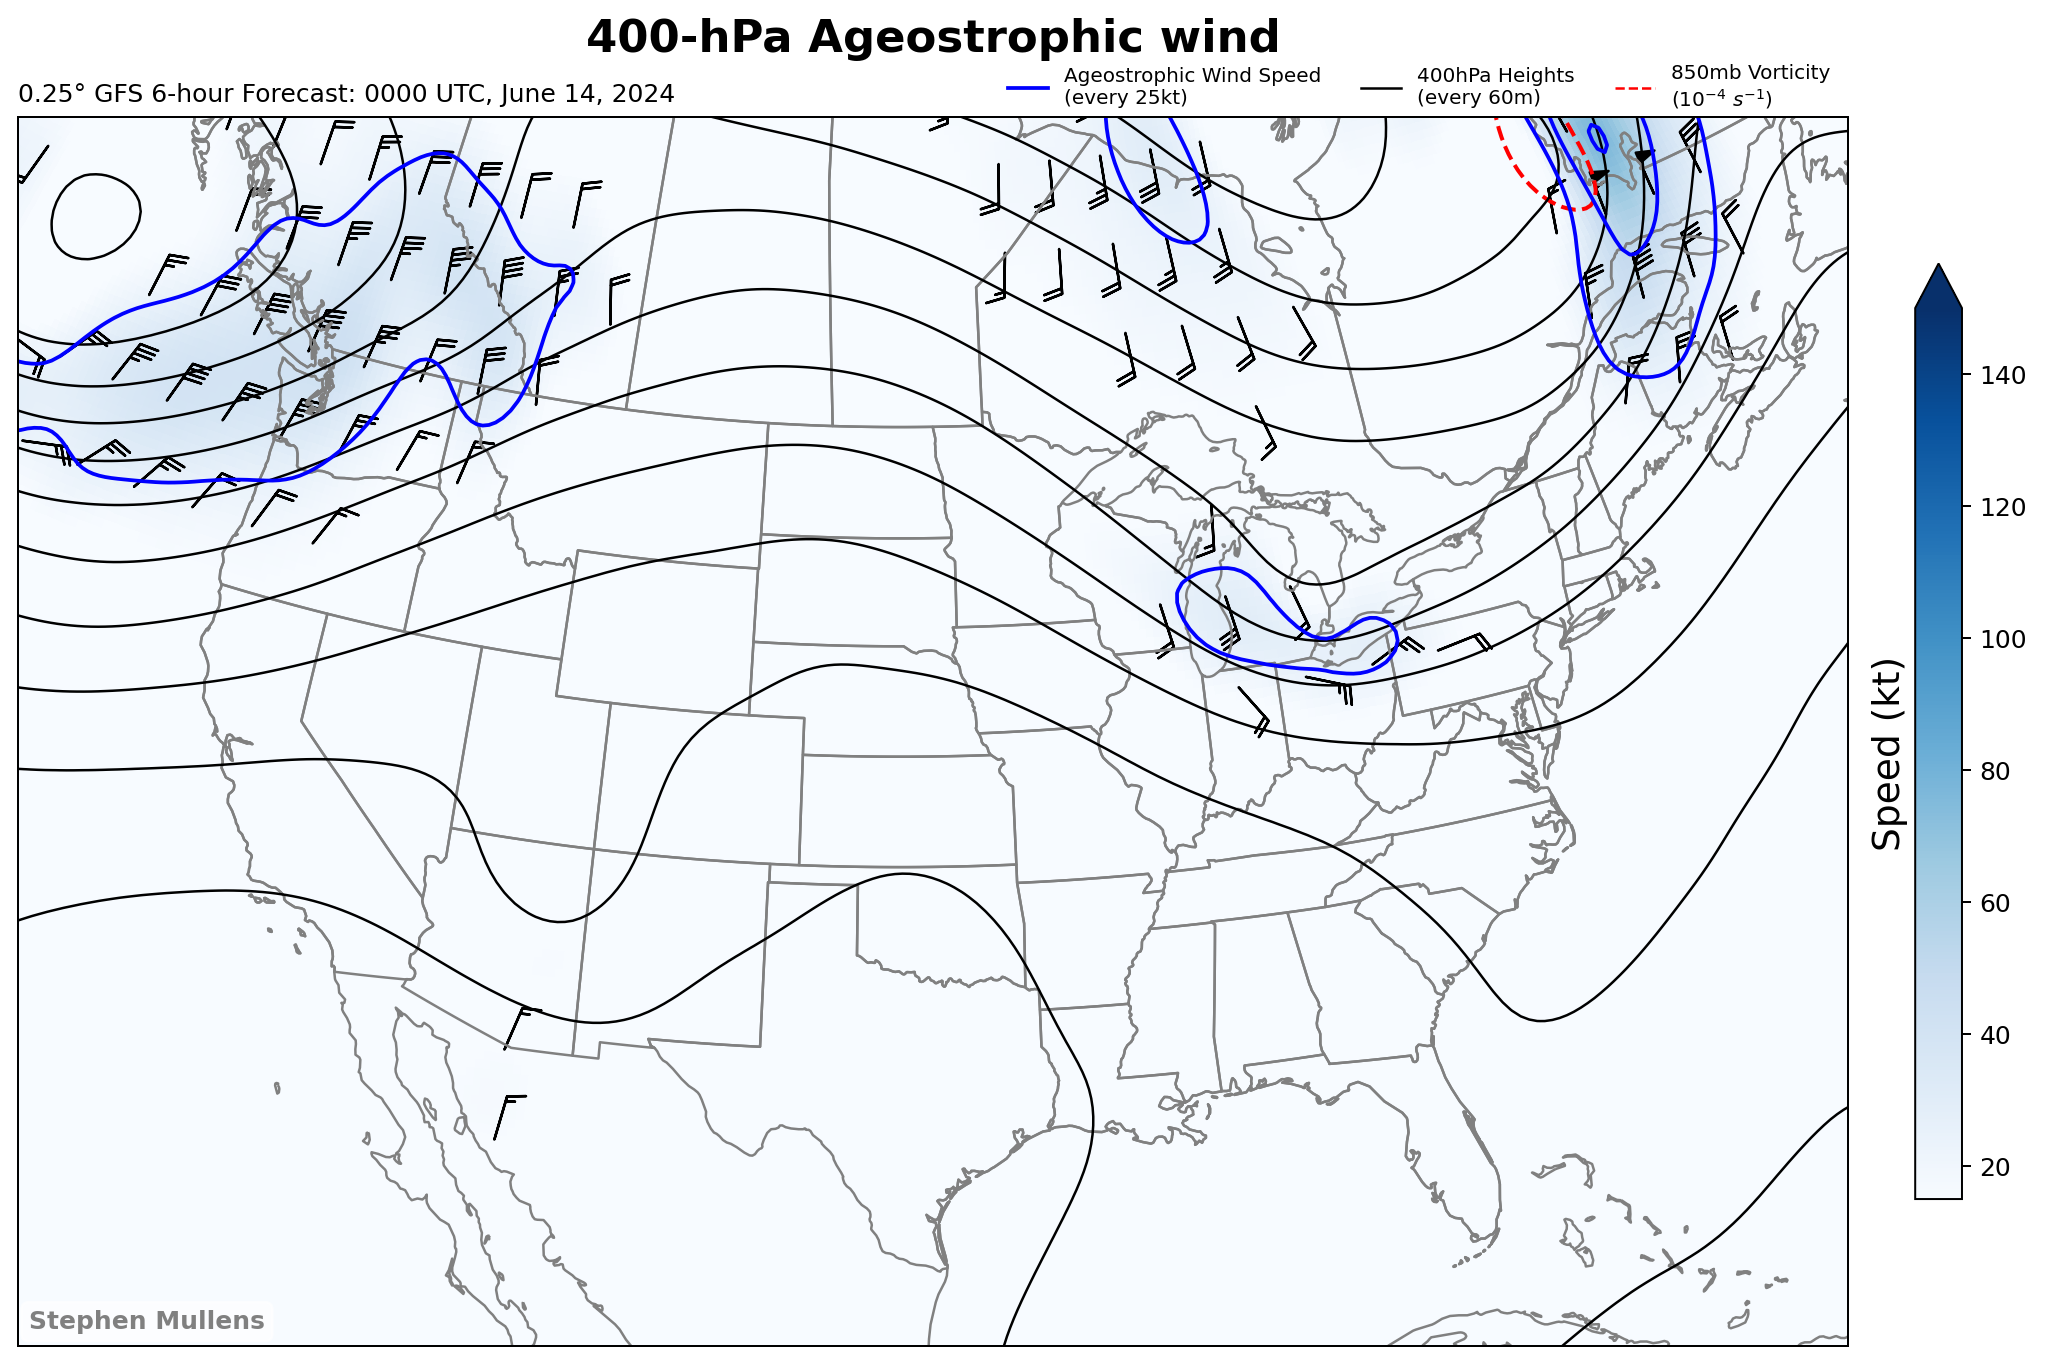 400-hPa Ageostrophic wind
0.25° GFS 6-hour Forecast: 0000 UTC, June 14, 2024
Ageostrophic Wind Speed
(every 25kt)
400hPa Heights
(every 60m)
850mb Vorticity
(10⁻⁴ s⁻¹)
140
120
100
80
60
40
20
Speed (kt)
Stephen Mullens